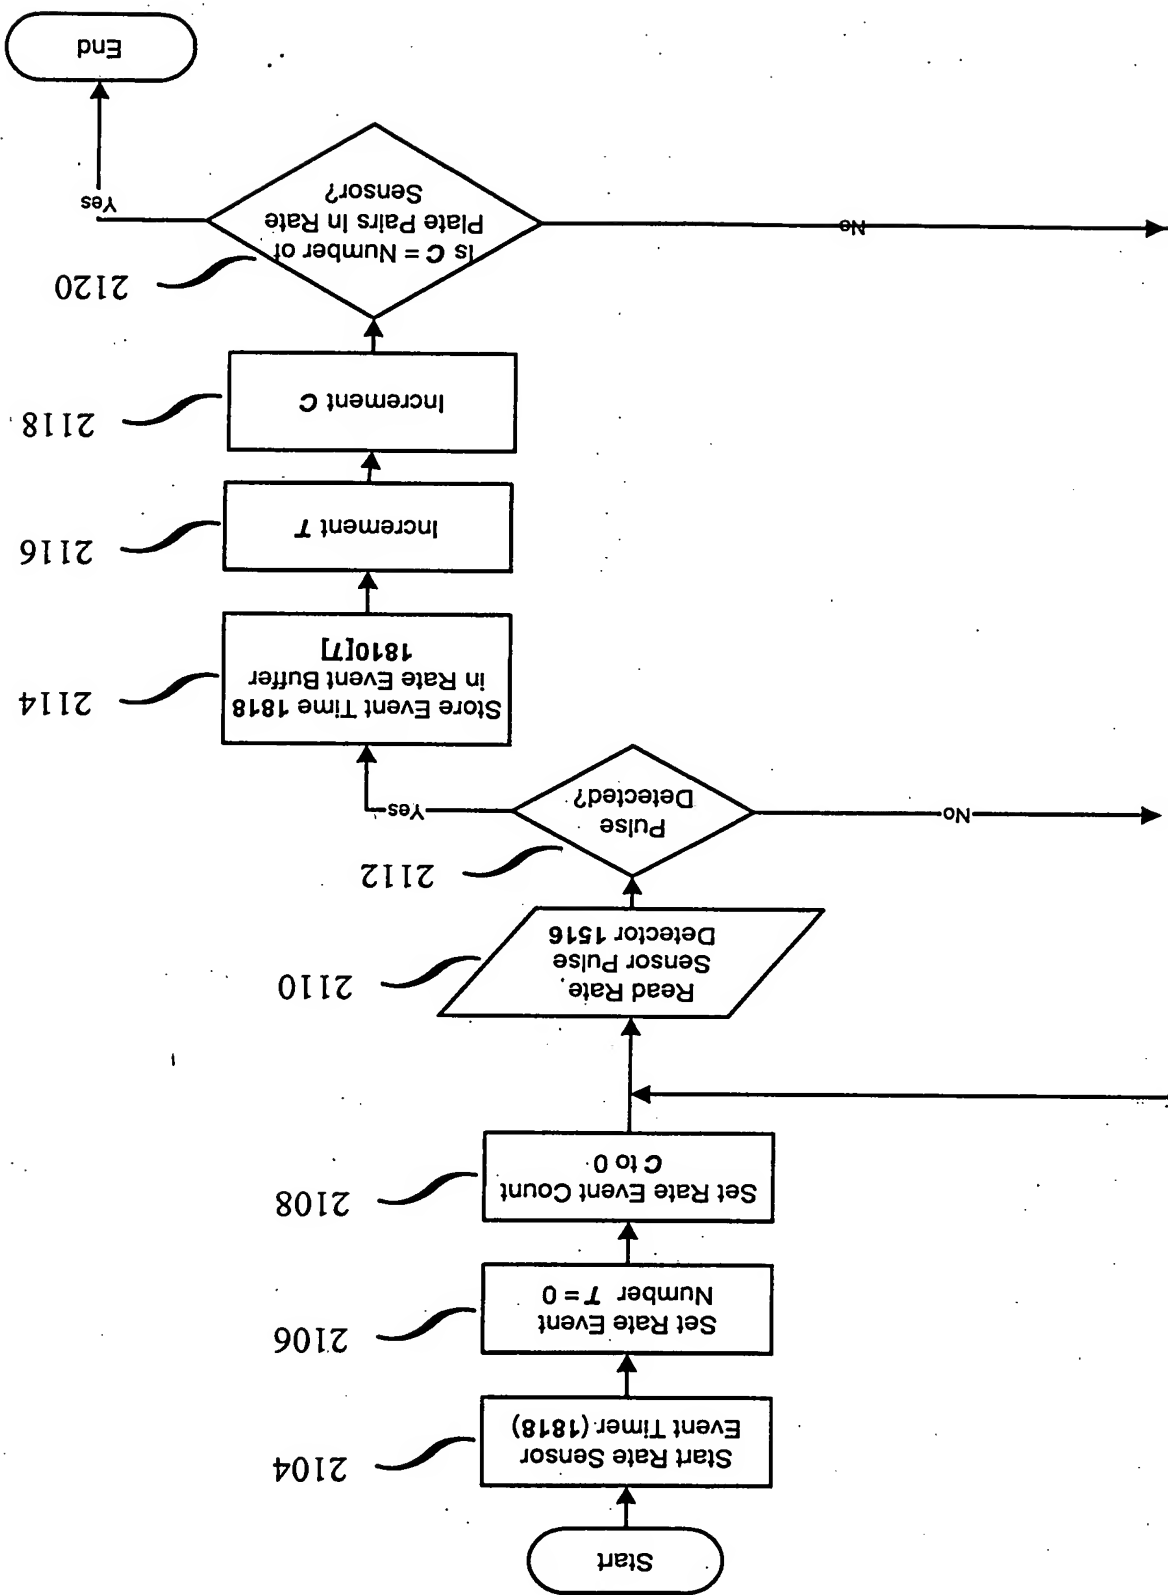 Start
Start Rate Sensor
Event Timer (1818)
2104
Set Rate Event
Number T = 0
2106
Set Rate Event Count
C to 0
2108
Read Rate
Sensor Pulse
Detector 1516
2110
Pulse
Detected?
2112
No
Yes
Store Event Time 1818
in Rate Event Buffer
1810[T]
2114
Increment T
2116
Increment C
2118
Is C = Number of
Plate Pairs In Rate
Sensor?
2120
No
Yes
End